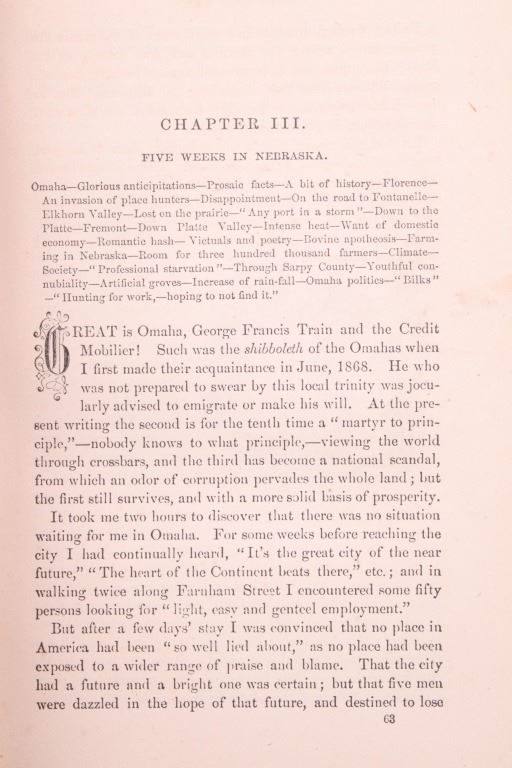 CHAPTER III.
FIVE WEEKS IN NEBRASKA.
Omaha—Glorious anticipitations—Prosaic facts—A bit of history—Florence—
An invasion of place hunters—Disappointment—On the road to Fontanelle—
Elkhorn Valley—Lost on the prairie—“Any port in a storm”—Down to the
Platte—Fremont—Down Platte Valley—Intense heat—Want of domestic
economy—Romantic hash—Victuals and poetry—Bovine apotheosis—Farm-
ing in Nebraska—Room for three hundred thousand farmers—Climate—
Society—“Professional starvation”—Through Sarpy County—Youthful con-
nubiality—Artificial groves—Increase of rain-fall—Omaha politics—“Bilks”
—“Hunting for work,—hoping to not find it.”
GREAT is Omaha, George Francis Train and the Credit
Mobilier! Such was the shibboleth of the Omahas when
I first made their acquaintance in June, 1868. He who
was not prepared to swear by this local trinity was jocu-
larly advised to emigrate or make his will. At the pre-
sent writing the second is for the tenth time a “martyr to prin-
ciple,”—nobody knows to what principle,—viewing the world
through crossbars, and the third has become a national scandal,
from which an odor of corruption pervades the whole land; but
the first still survives, and with a more solid basis of prosperity.
It took me two hours to discover that there was no situation
waiting for me in Omaha. For some weeks before reaching the
city I had continually heard, “It’s the great city of the near
future,” “The heart of the Continent beats there,” etc.; and in
walking twice along Farnham Street I encountered some fifty
persons looking for “light, easy and genteel employment.”
But after a few days’ stay I was convinced that no place in
America had been “so well lied about,” as no place had been
exposed to a wider range of praise and blame. That the city
had a future and a bright one was certain; but that five men
were dazzled in the hope of that future, and destined to lose
63